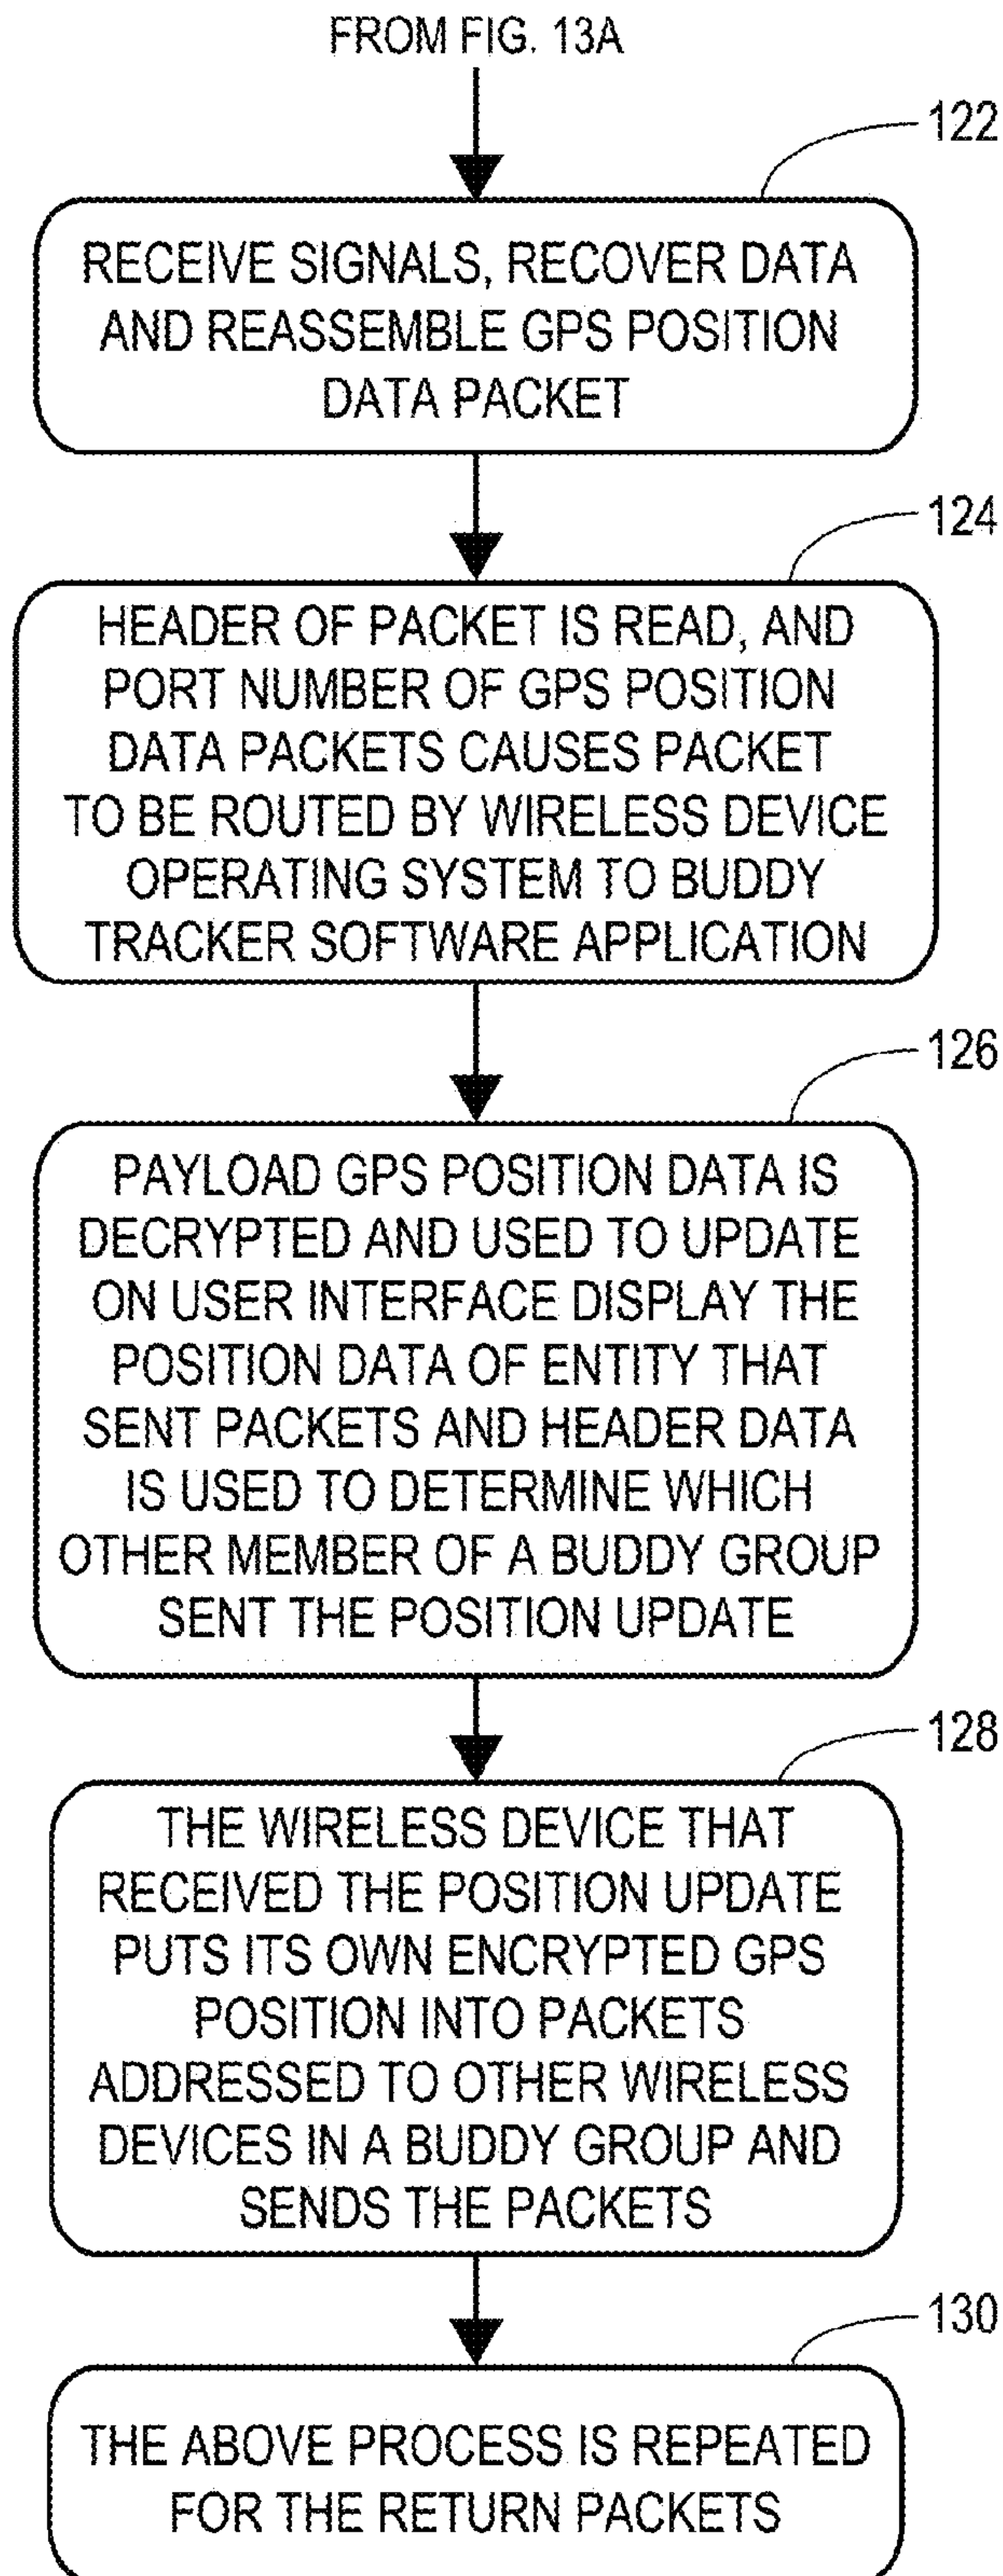 FROM FIG. 13A
122
RECEIVE SIGNALS, RECOVER DATA
AND REASSEMBLE GPS POSITION
DATA PACKET
124
HEADER OF PACKET IS READ, AND
PORT NUMBER OF GPS POSITION
DATA PACKETS CAUSES PACKET
TO BE ROUTED BY WIRELESS DEVICE
OPERATING SYSTEM TO BUDDY
TRACKER SOFTWARE APPLICATION
126
PAYLOAD GPS POSITION DATA IS
DECRYPTED AND USED TO UPDATE
ON USER INTERFACE DISPLAY THE
POSITION DATA OF ENTITY THAT
SENT PACKETS AND HEADER DATA
IS USED TO DETERMINE WHICH
OTHER MEMBER OF A BUDDY GROUP
SENT THE POSITION UPDATE
128
THE WIRELESS DEVICE THAT
RECEIVED THE POSITION UPDATE
PUTS ITS OWN ENCRYPTED GPS
POSITION INTO PACKETS
ADDRESSED TO OTHER WIRELESS
DEVICES IN A BUDDY GROUP AND
SENDS THE PACKETS
130
THE ABOVE PROCESS IS REPEATED
FOR THE RETURN PACKETS